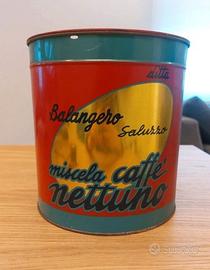 ditta
Balangero
Saluzzo
miscela caffè
nettuno